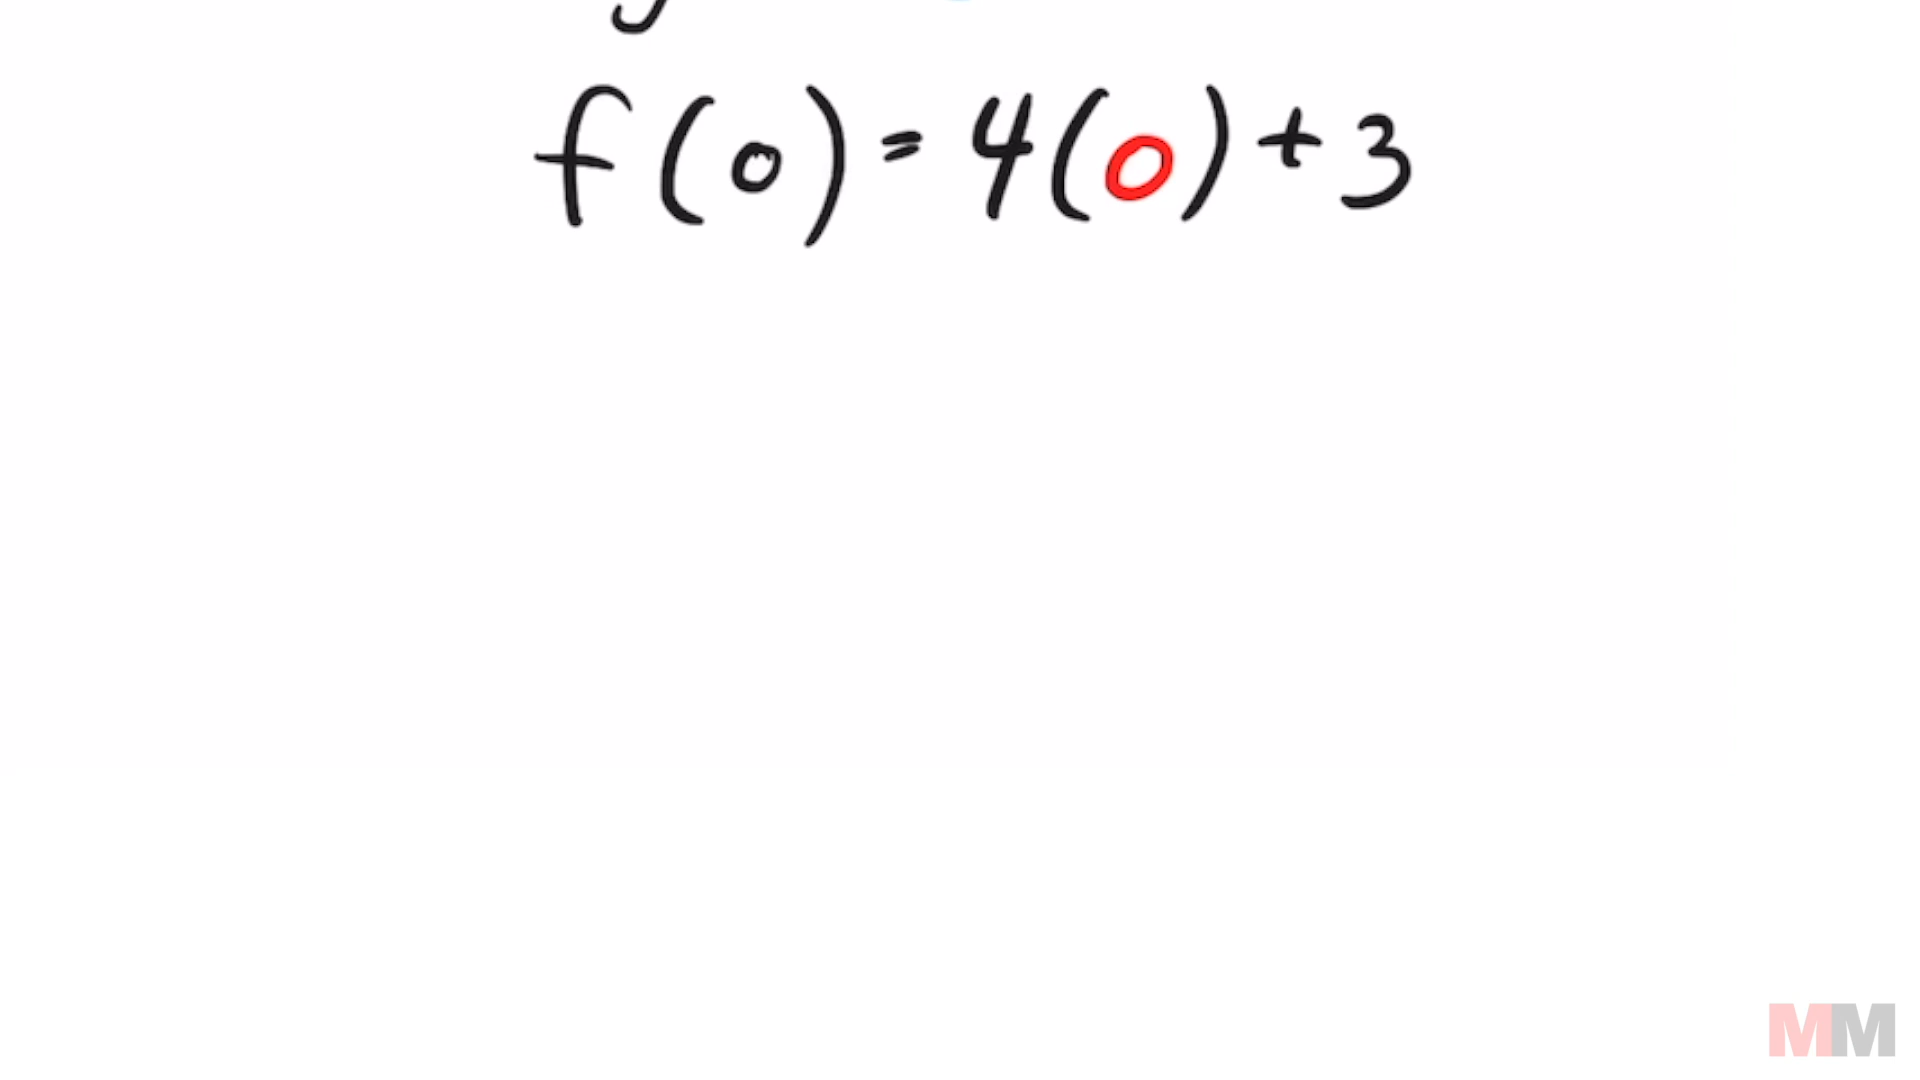 f(0) = 4(0) + 3
MM